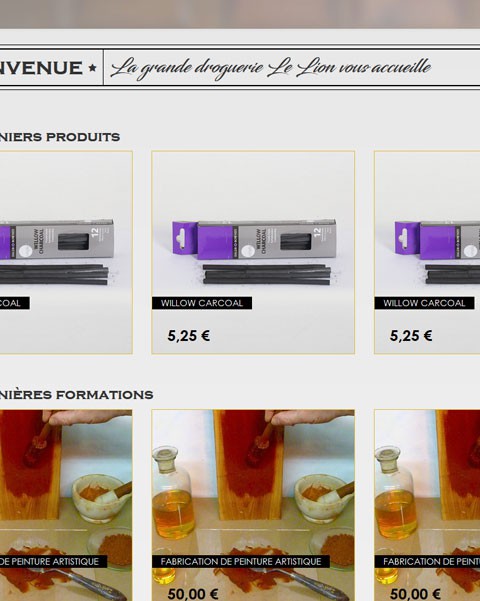 NVENUE ★ La grande droguerie Le Lion vous accueille
NIERS PRODUITS
WILLOW CHARCOAL 12
WILLOW CHARCOAL 12
COAL
WILLOW CARCOAL
WILLOW CARCOAL
5,25 €
5,25 €
NIÈRES FORMATIONS
DE PEINTURE ARTISTIQUE
FABRICATION DE PEINTURE ARTISTIQUE
FABRICATION DE PEINTU
50,00 €
50,00 €